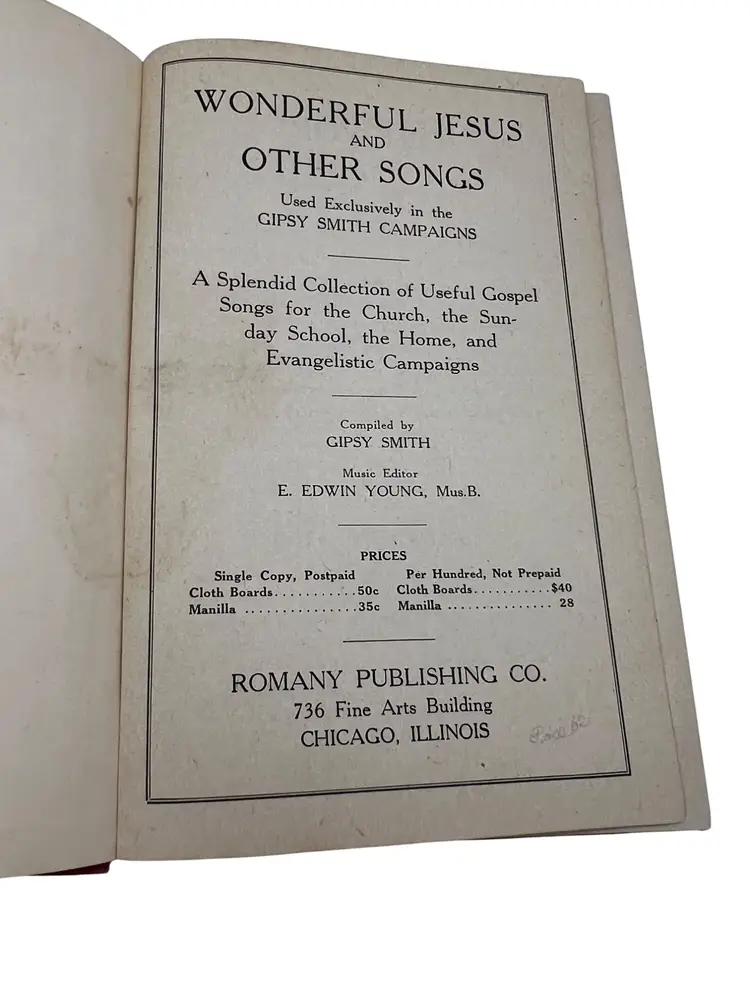 WONDERFUL JESUS
AND
OTHER SONGS
Used Exclusively in the
GIPSY SMITH CAMPAIGNS
A Splendid Collection of Useful Gospel
Songs for the Church, the Sun-
day School, the Home, and
Evangelistic Campaigns
Compiled by
GIPSY SMITH
Music Editor
E. EDWIN YOUNG, Mus.B.
PRICES
Single Copy, Postpaid Per Hundred, Not Prepaid
Cloth Boards...........50c Cloth Boards...........$40
Manilla ...............35c Manilla ............... 28
ROMANY PUBLISHING CO.
736 Fine Arts Building
CHICAGO, ILLINOIS